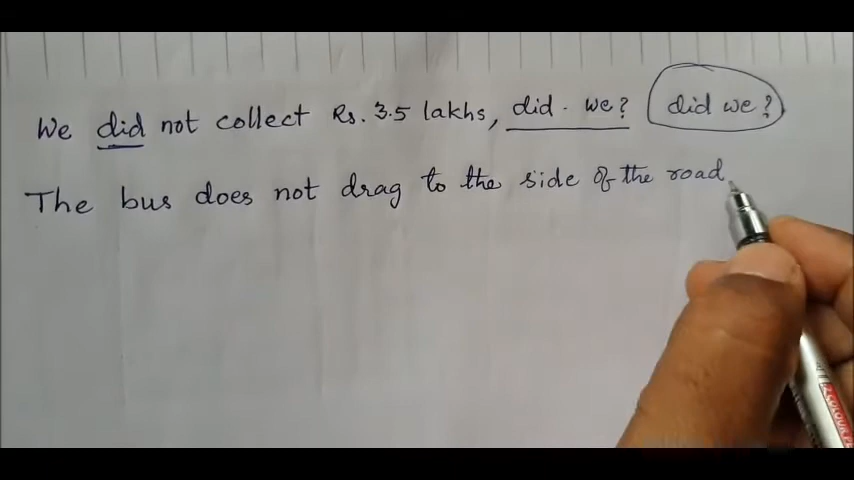 We did not collect Rs. 3.5 lakhs, did - we? did we?
The bus does not drag to the side of the road,